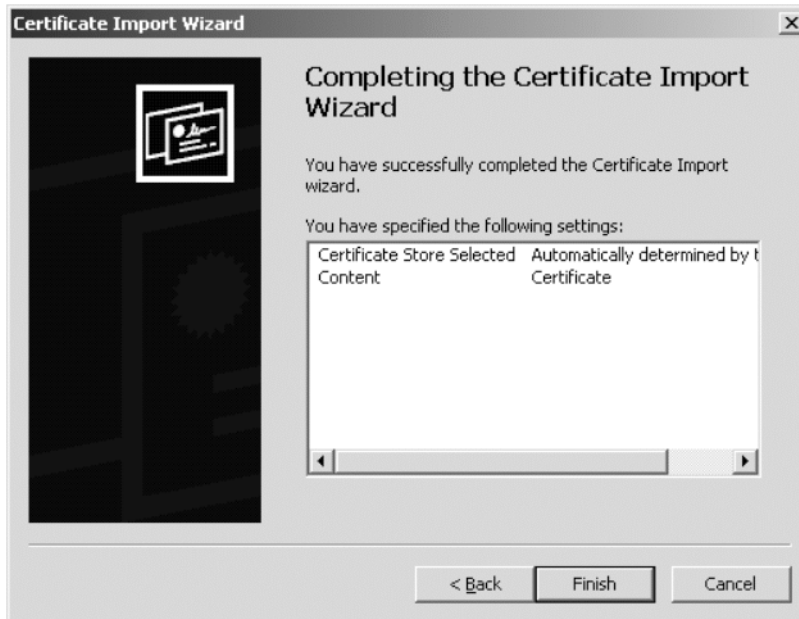 Certificate Import Wizard
Completing the Certificate Import
Wizard
You have successfully completed the Certificate Import
wizard.
You have specified the following settings:
Certificate Store Selected Automatically determined by t
Content Certificate
< Back Finish Cancel